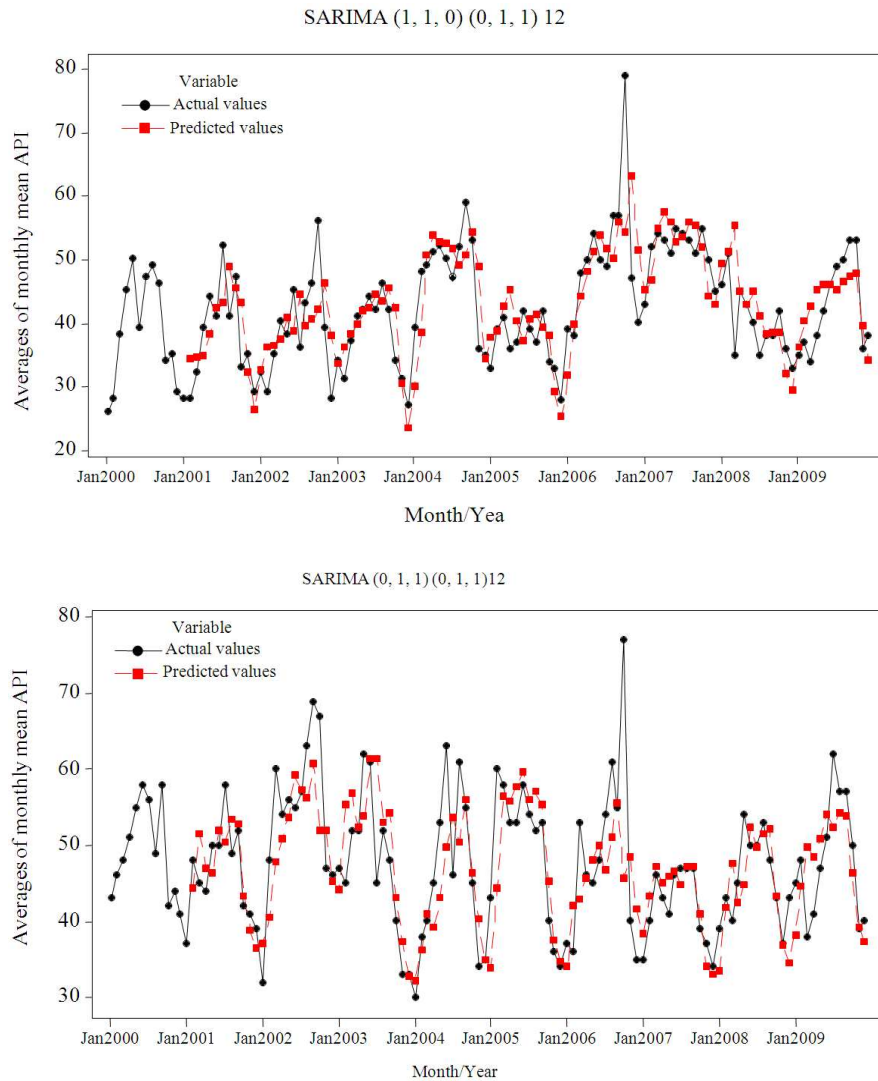 SARIMA (1, 1, 0) (0, 1, 1) 12
80
70
60
50
40
30
20
Averages of monthly mean API
Variable
Actual values
Predicted values
Jan2000 Jan2001 Jan2002 Jan2003 Jan2004 Jan2005 Jan2006 Jan2007 Jan2008 Jan2009
Month/Yea
SARIMA (0, 1, 1) (0, 1, 1)12
80
70
60
50
40
30
Averages of monthly mean API
Variable
Actual values
Predicted values
Jan2000 Jan2001 Jan2002 Jan2003 Jan2004 Jan2005 Jan2006 Jan2007 Jan2008 Jan2009
Month/Year